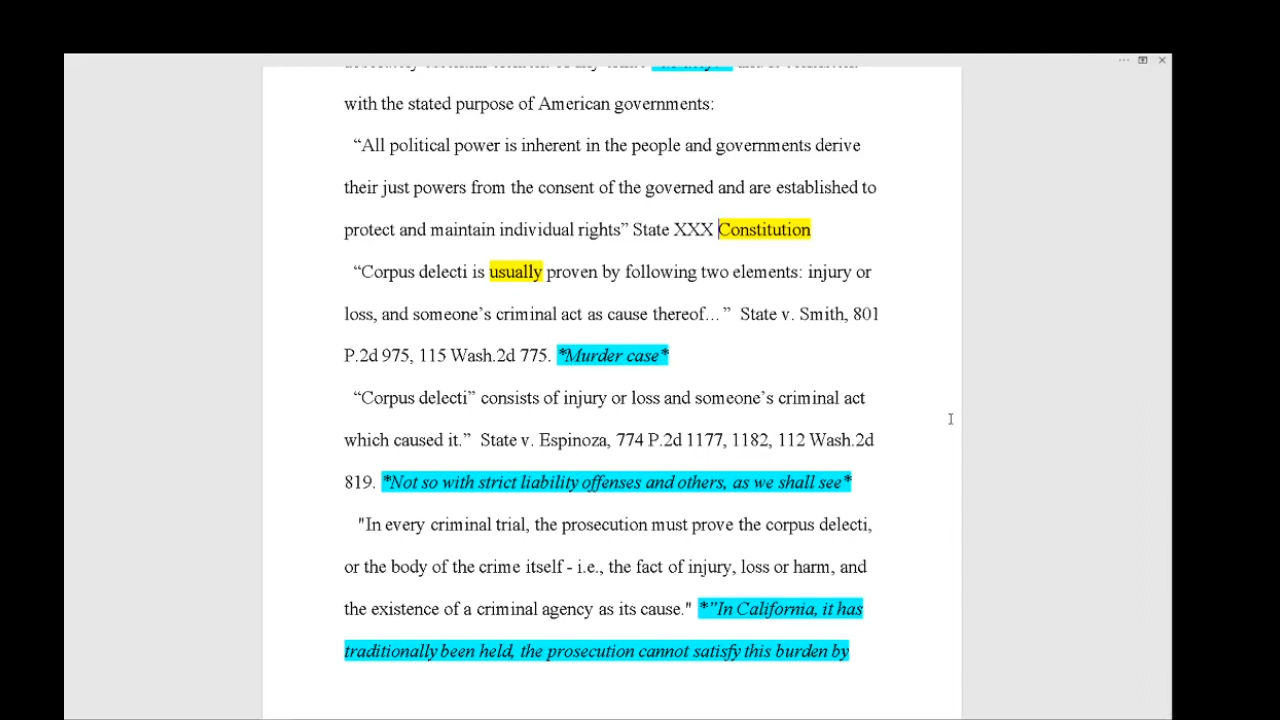 with the stated purpose of American governments:
“All political power is inherent in the people and governments derive
their just powers from the consent of the governed and are established to
protect and maintain individual rights” State XXX Constitution
“Corpus delecti is usually proven by following two elements: injury or
loss, and someone’s criminal act as cause thereof…” State v. Smith, 801
P.2d 975, 115 Wash.2d 775. *Murder case*
“Corpus delecti” consists of injury or loss and someone’s criminal act
which caused it.” State v. Espinoza, 774 P.2d 1177, 1182, 112 Wash.2d
819. *Not so with strict liability offenses and others, as we shall see*
"In every criminal trial, the prosecution must prove the corpus delecti,
or the body of the crime itself - i.e., the fact of injury, loss or harm, and
the existence of a criminal agency as its cause." *”In California, it has
traditionally been held, the prosecution cannot satisfy this burden by